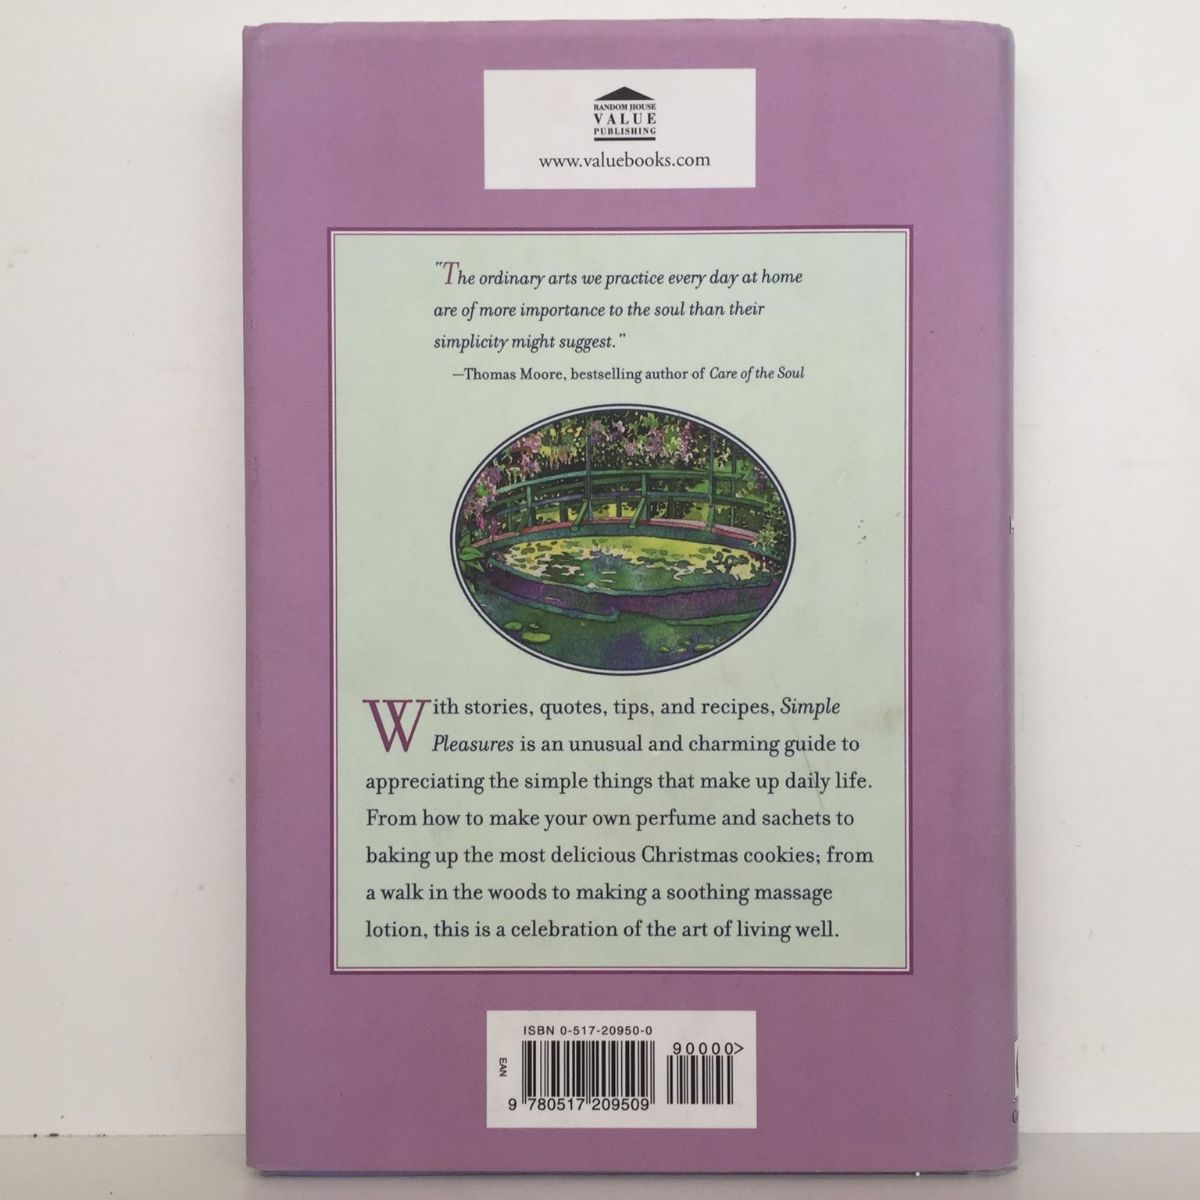 RANDOM HOUSE
VALUE
PUBLISHING
www.valuebooks.com
"The ordinary arts we practice every day at home
are of more importance to the soul than their
simplicity might suggest."
—Thomas Moore, bestselling author of Care of the Soul
With stories, quotes, tips, and recipes, Simple
Pleasures is an unusual and charming guide to
appreciating the simple things that make up daily life.
From how to make your own perfume and sachets to
baking up the most delicious Christmas cookies; from
a walk in the woods to making a soothing massage
lotion, this is a celebration of the art of living well.
ISBN 0-517-20950-0
90000>
EAN
9 780517 209509